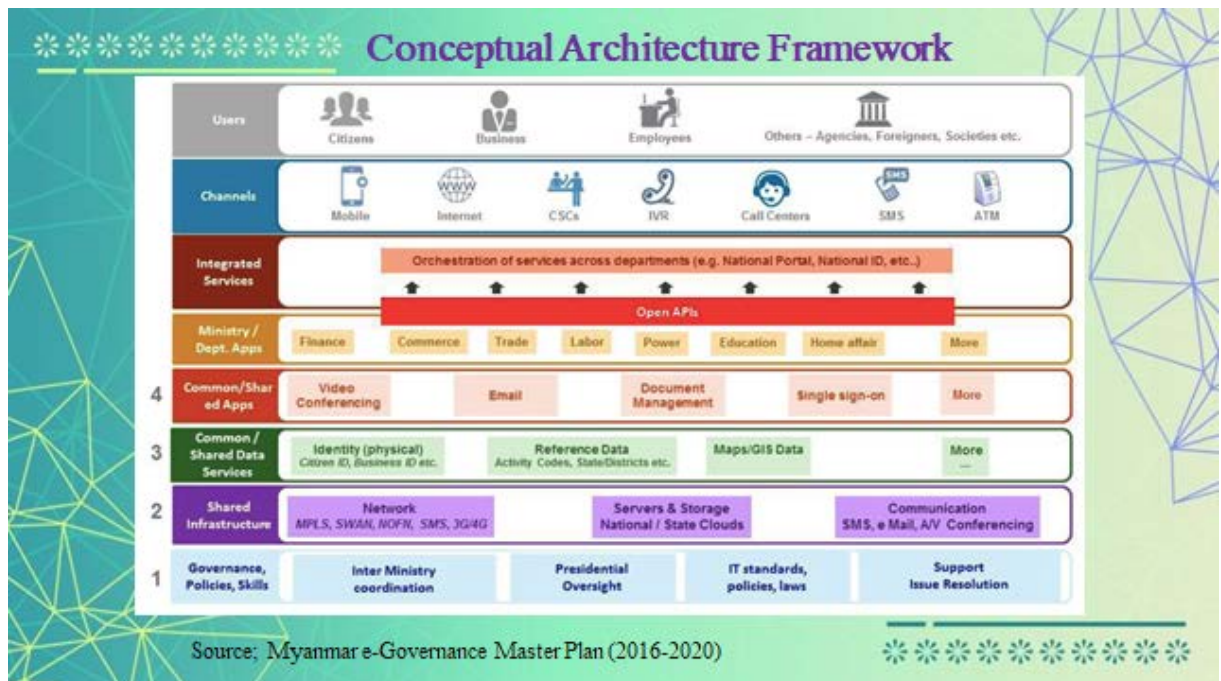 Conceptual Architecture Framework
Users
Citizens
Business
Employees
Others – Agencies, Foreigners, Societies etc.
Channels
WWW
SMS
Mobile
Internet
CSCs
IVR
Call Centers
SMS
ATM
Integrated
Services
Orchestration of services across departments (e.g. National Portal, National ID, etc..)
Open APIs
Ministry /
Dept. Apps
Finance
Commerce
Trade
Labor
Power
Education
Home affair
More
4
Common/Shar
ed Apps
Video
Conferencing
Email
Document
Management
Single sign-on
More
3
Common /
Shared Data
Services
Identity (physical)
Citizen ID, Business ID etc.
Reference Data
Activity Codes, State/Districts etc.
Maps/GIS Data
More
...
2
Shared
Infrastructure
Network
MPLS, SWAN, NOFN, SMS, 3G/4G
Servers & Storage
National / State Clouds
Communication
SMS, e Mail, A/V Conferencing
1
Governance,
Policies, Skills
Inter Ministry
coordination
Presidential
Oversight
IT standards,
policies, laws
Support
Issue Resolution
Source; Myanmar e-Governance Master Plan (2016-2020)